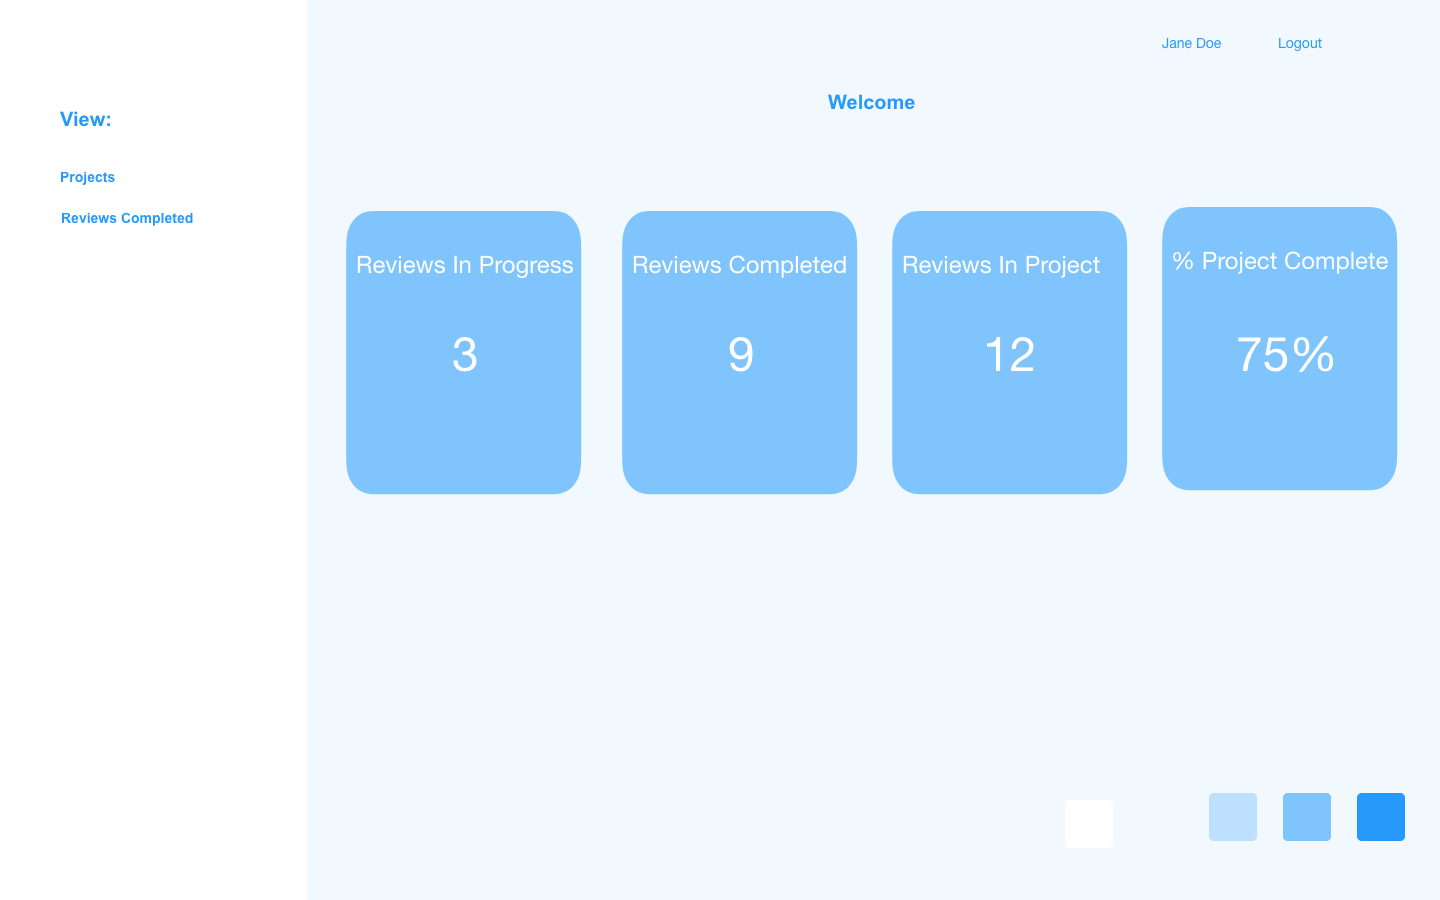 Jane Doe Logout
Welcome
View:
Projects
Reviews Completed
Reviews In Progress
3
Reviews Completed
9
Reviews In Project
12
% Project Complete
75%